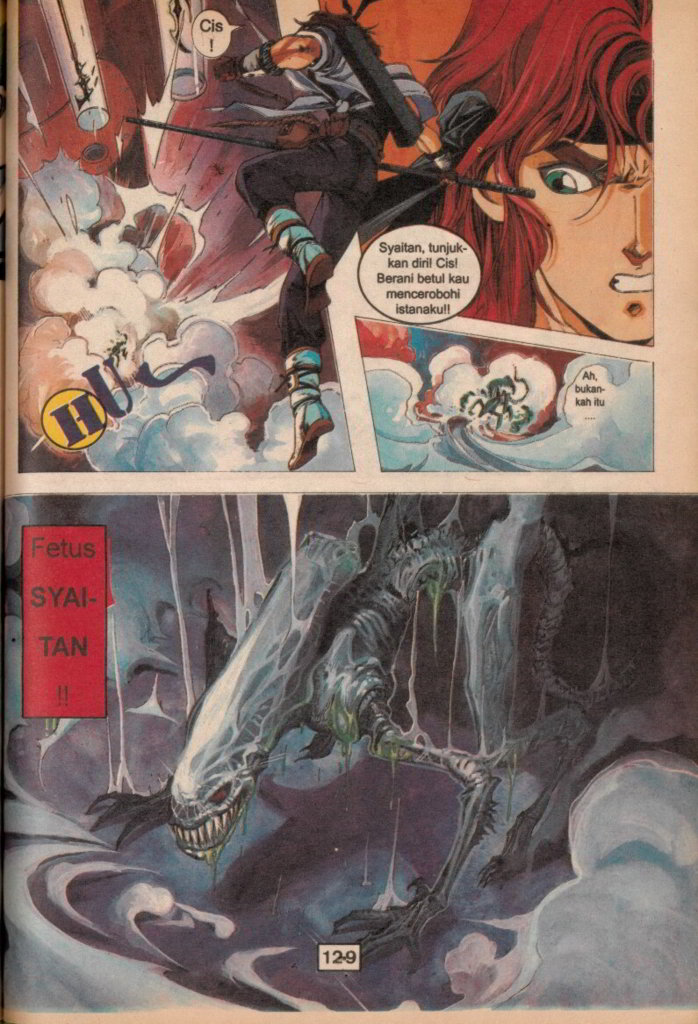 Cis
!
Syaitan, tunjuk-
kan diri! Cis!
Berani betul kau
mencerobohi
istanaku!!
HU
Ah,
bukan-
kah itu
....
Fetus
SYAI-
TAN
!!
129